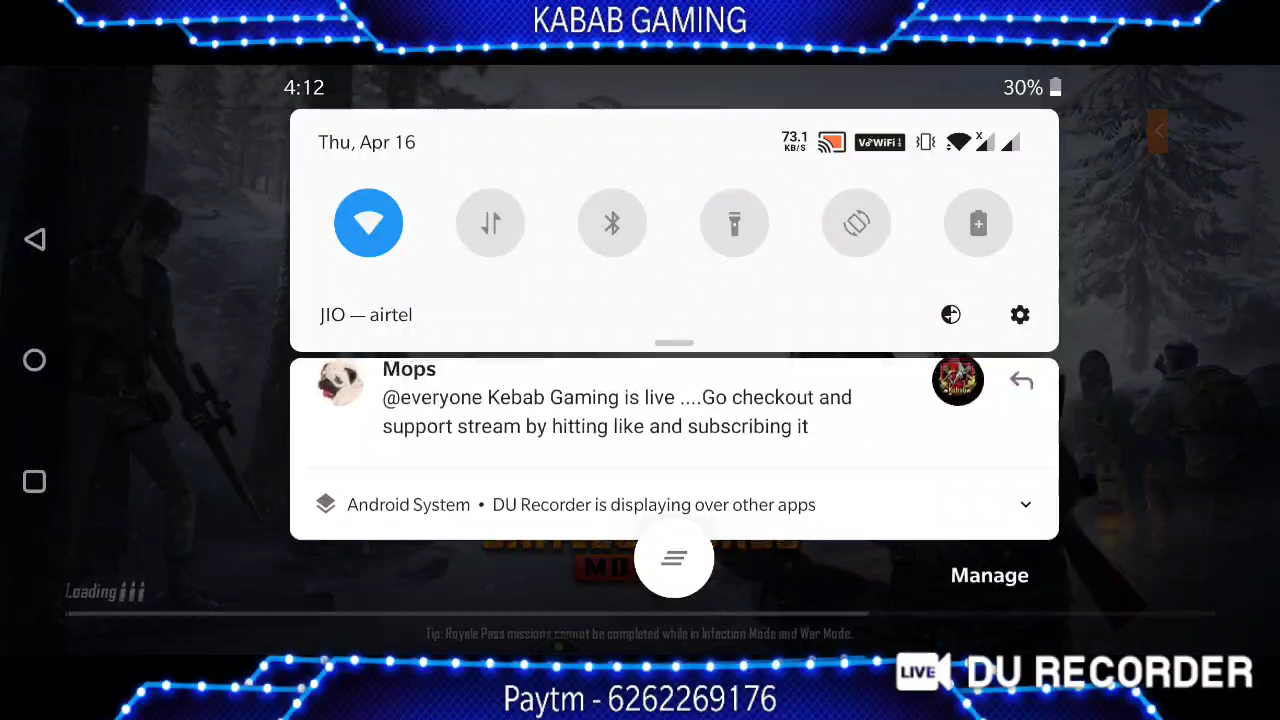 KABAB GAMING
4:12
30%
Thu, Apr 16
73.1
KB/S
VoWiFi 1
X
JIO — airtel
Mops
@everyone Kebab Gaming is live ....Go checkout and
support stream by hitting like and subscribing it
Android System • DU Recorder is displaying over other apps
Manage
Loading
Tip: Royale Pass missions cannot be completed while in Infection Mode and War Mode.
LIVE DU RECORDER
Paytm - 6262269176